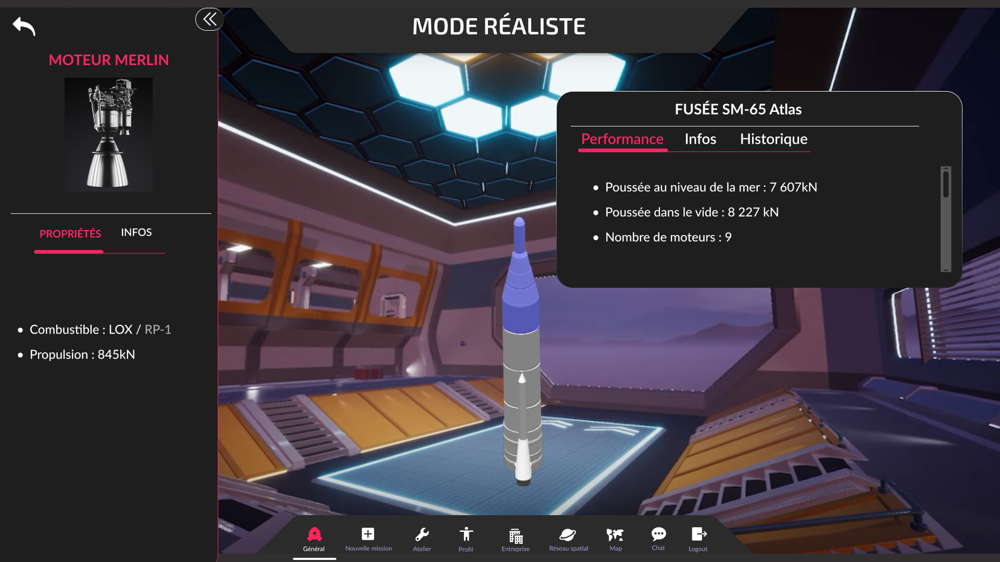 MODE RÉALISTE
MOTEUR MERLIN
PROPRIÉTÉS INFOS
• Combustible : LOX / RP-1
• Propulsion : 845kN
FUSÉE SM-65 Atlas
Performance Infos Historique
• Poussée au niveau de la mer : 7 607kN
• Poussée dans le vide : 8 227 kN
• Nombre de moteurs : 9
Général Nouvelle mission Atelier Profil Entreprise Réseau spatial Map Chat Logout